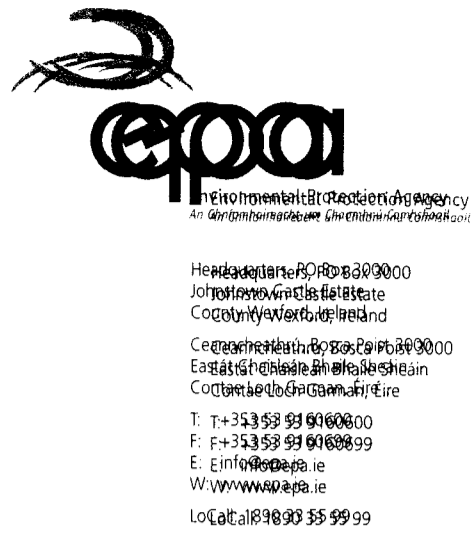 epa
Environmental Protection Agency
An Ghníomhaireacht um Chaomhnú Comhshaoil
Headquarters, PO Box 3000
Johnstown Castle Estate
County Wexford, Ireland
Ceanncheathrú, Bosca Poist 3000
Eastát Chaisleán Bhaile Sheáin
Contae Loch Garman, Éire
T: +353 53 9160600
F: +353 53 9160699
E: info@epa.ie
W: www.epa.ie
LoCall: 1890 33 55 99